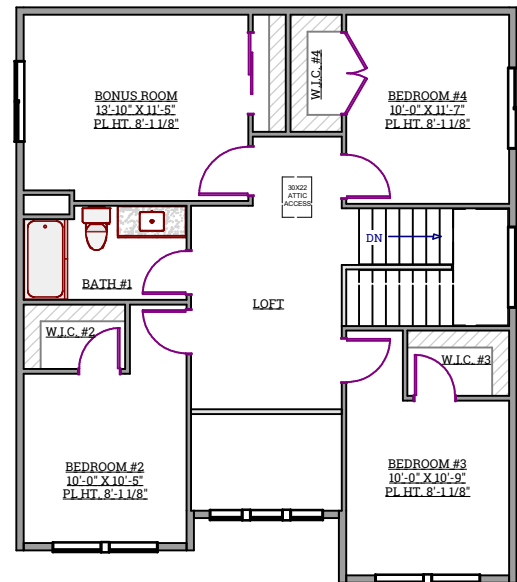 BONUS ROOM
13'-10" X 11'-5"
PL HT. 8'-1 1/8"
W.I.C. #4
BEDROOM #4
10'-0" X 11'-7"
PL HT. 8'-1 1/8"
30X22
ATTIC
ACCESS
DN
BATH #1
LOFT
W.I.C. #2
W.I.C. #3
BEDROOM #2
10'-0" X 10'-5"
PL HT. 8'-1 1/8"
BEDROOM #3
10'-0" X 10'-9"
PL HT. 8'-1 1/8"